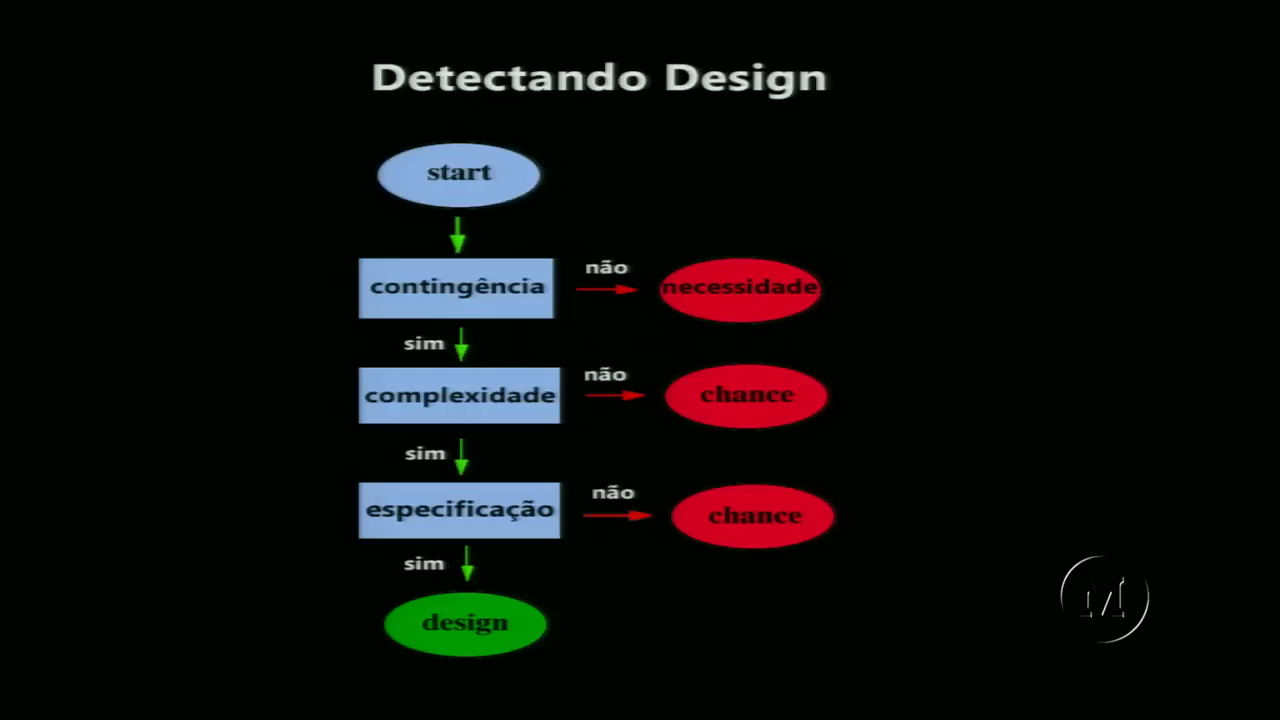 Detectando Design
start
contingência
não
necessidade
sim
complexidade
não
chance
sim
especificação
não
chance
sim
design
M